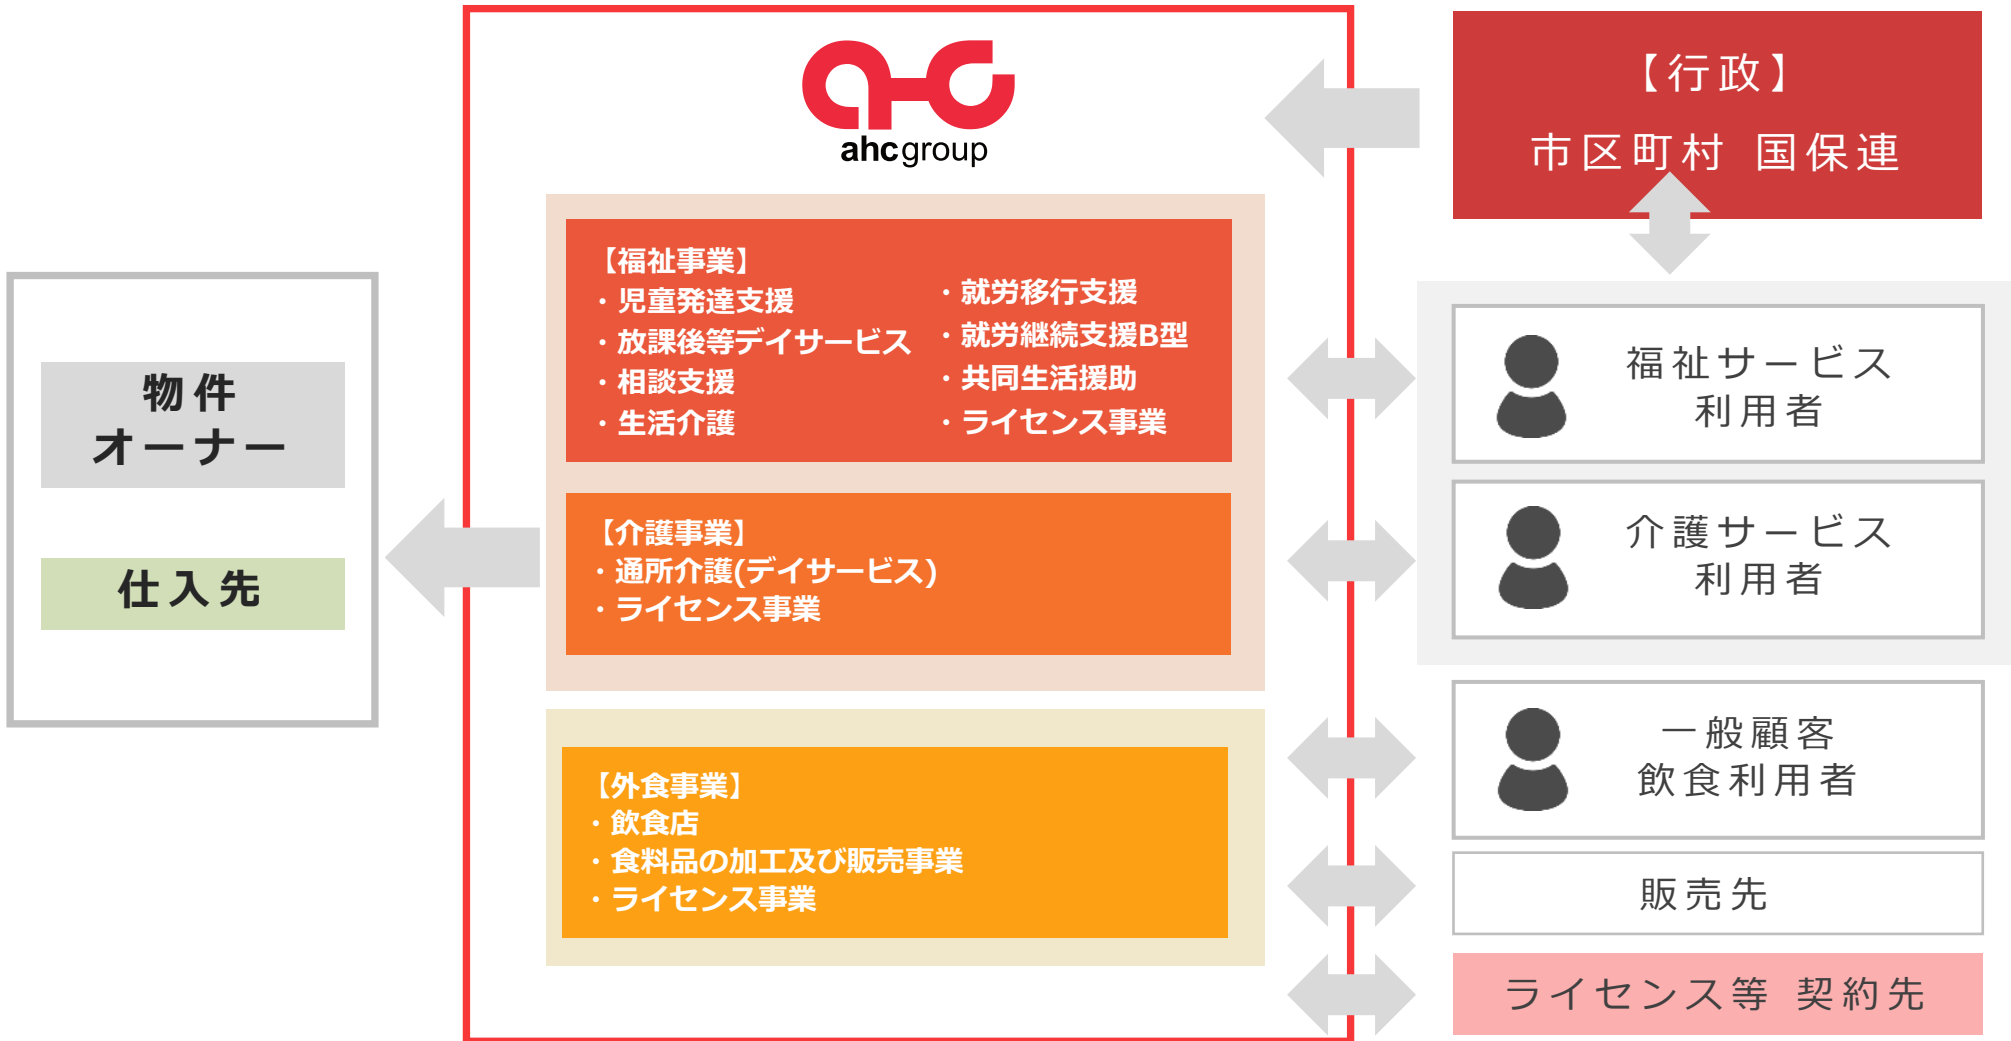 ahcgroup
【行政】
市区町村 国保連
【福祉事業】
・児童発達支援
・放課後等デイサービス
・相談支援
・生活介護
・就労移行支援
・就労継続支援B型
・共同生活援助
・ライセンス事業
【介護事業】
・通所介護(デイサービス)
・ライセンス事業
【外食事業】
・飲食店
・食料品の加工及び販売事業
・ライセンス事業
物件
オーナー
仕入先
福祉サービス
利用者
介護サービス
利用者
一般顧客
飲食利用者
販売先
ライセンス等 契約先